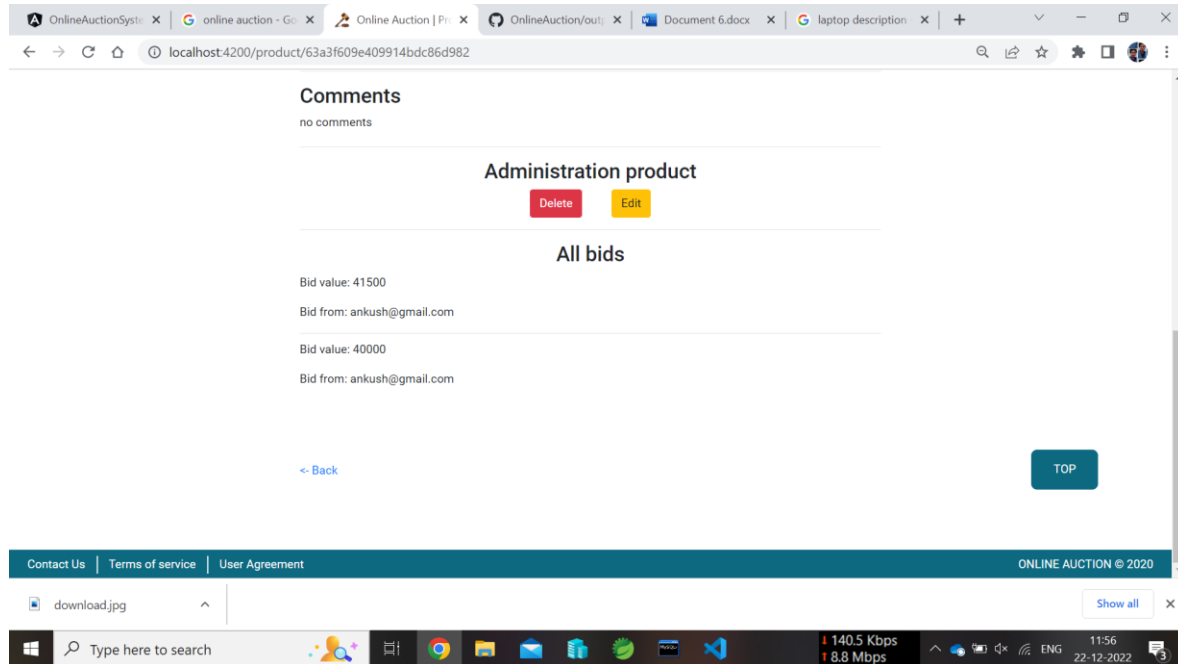 OnlineAuctionSyste
online auction - Go
Online Auction | Pro
OnlineAuction/outp
Document 6.docx
laptop description
localhost:4200/product/63a3f609e409914bdc86d982
Comments
no comments
Administration product
Delete Edit
All bids
Bid value: 41500
Bid from: ankush@gmail.com
Bid value: 40000
Bid from: ankush@gmail.com
<- Back
TOP
Contact Us Terms of service User Agreement ONLINE AUCTION © 2020
download.jpg Show all
Type here to search
140.5 Kbps
8.8 Mbps
ENG
11:56
22-12-2022
3